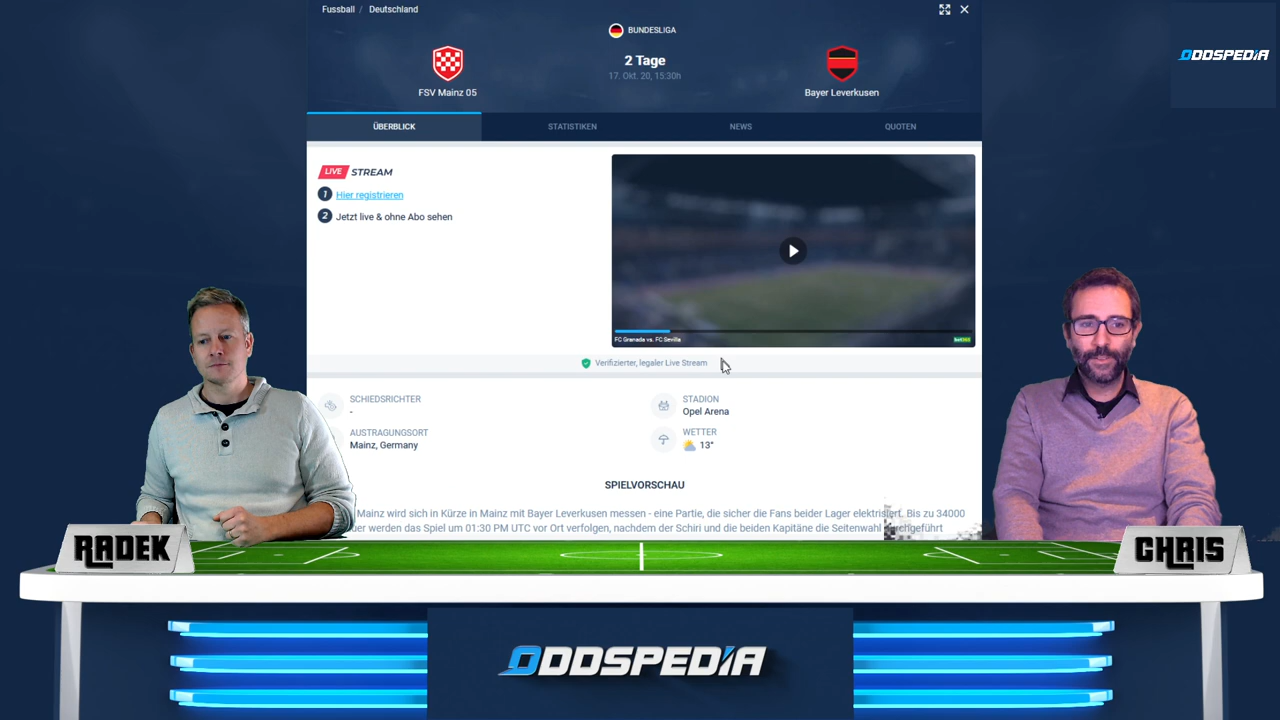 Fussball / Deutschland
BUNDESLIGA
ODDSPEDIA
2 Tage
17. Okt. 20, 15:30h
FSV Mainz 05
Bayer Leverkusen
ÜBERBLICK
STATISTIKEN
NEWS
QUOTEN
LIVE STREAM
1 Hier registrieren
2 Jetzt live & ohne Abo sehen
FC Granada vs. FC Sevilla
bet365
Verifizierter, legaler Live Stream
SCHIEDSRICHTER
-
STADION
Opel Arena
AUSTRAGUNGSORT
Mainz, Germany
WETTER
13°
SPIELVORSCHAU
Mainz wird sich in Kürze in Mainz mit Bayer Leverkusen messen - eine Partie, die sicher die Fans beider Lager elektrisiert. Bis zu 34000
er werden das Spiel um 01:30 PM UTC vor Ort verfolgen, nachdem der Schiri und die beiden Kapitäne die Seitenwahl durchgeführt
RADEK
CHRIS
ODDSPEDIA